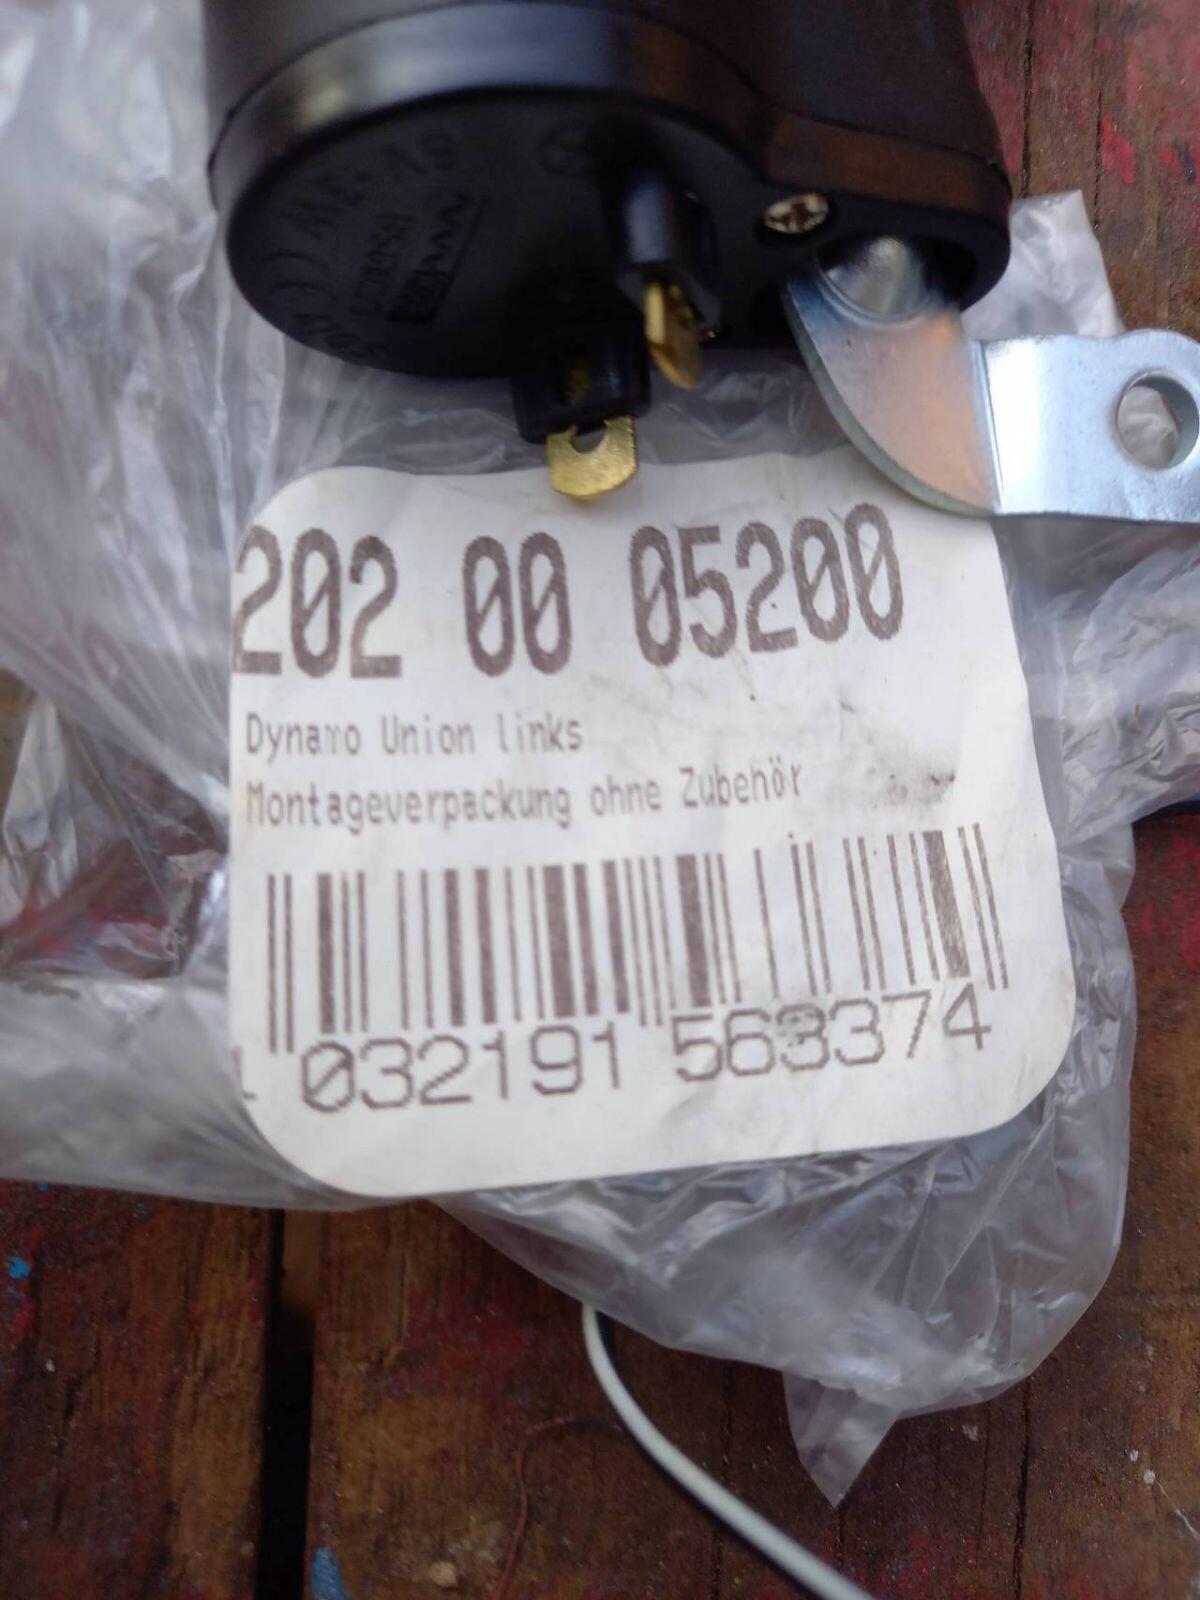 202 00 05200
Dynamo Union links
Montageverpackung ohne Zubehör
032191 563374